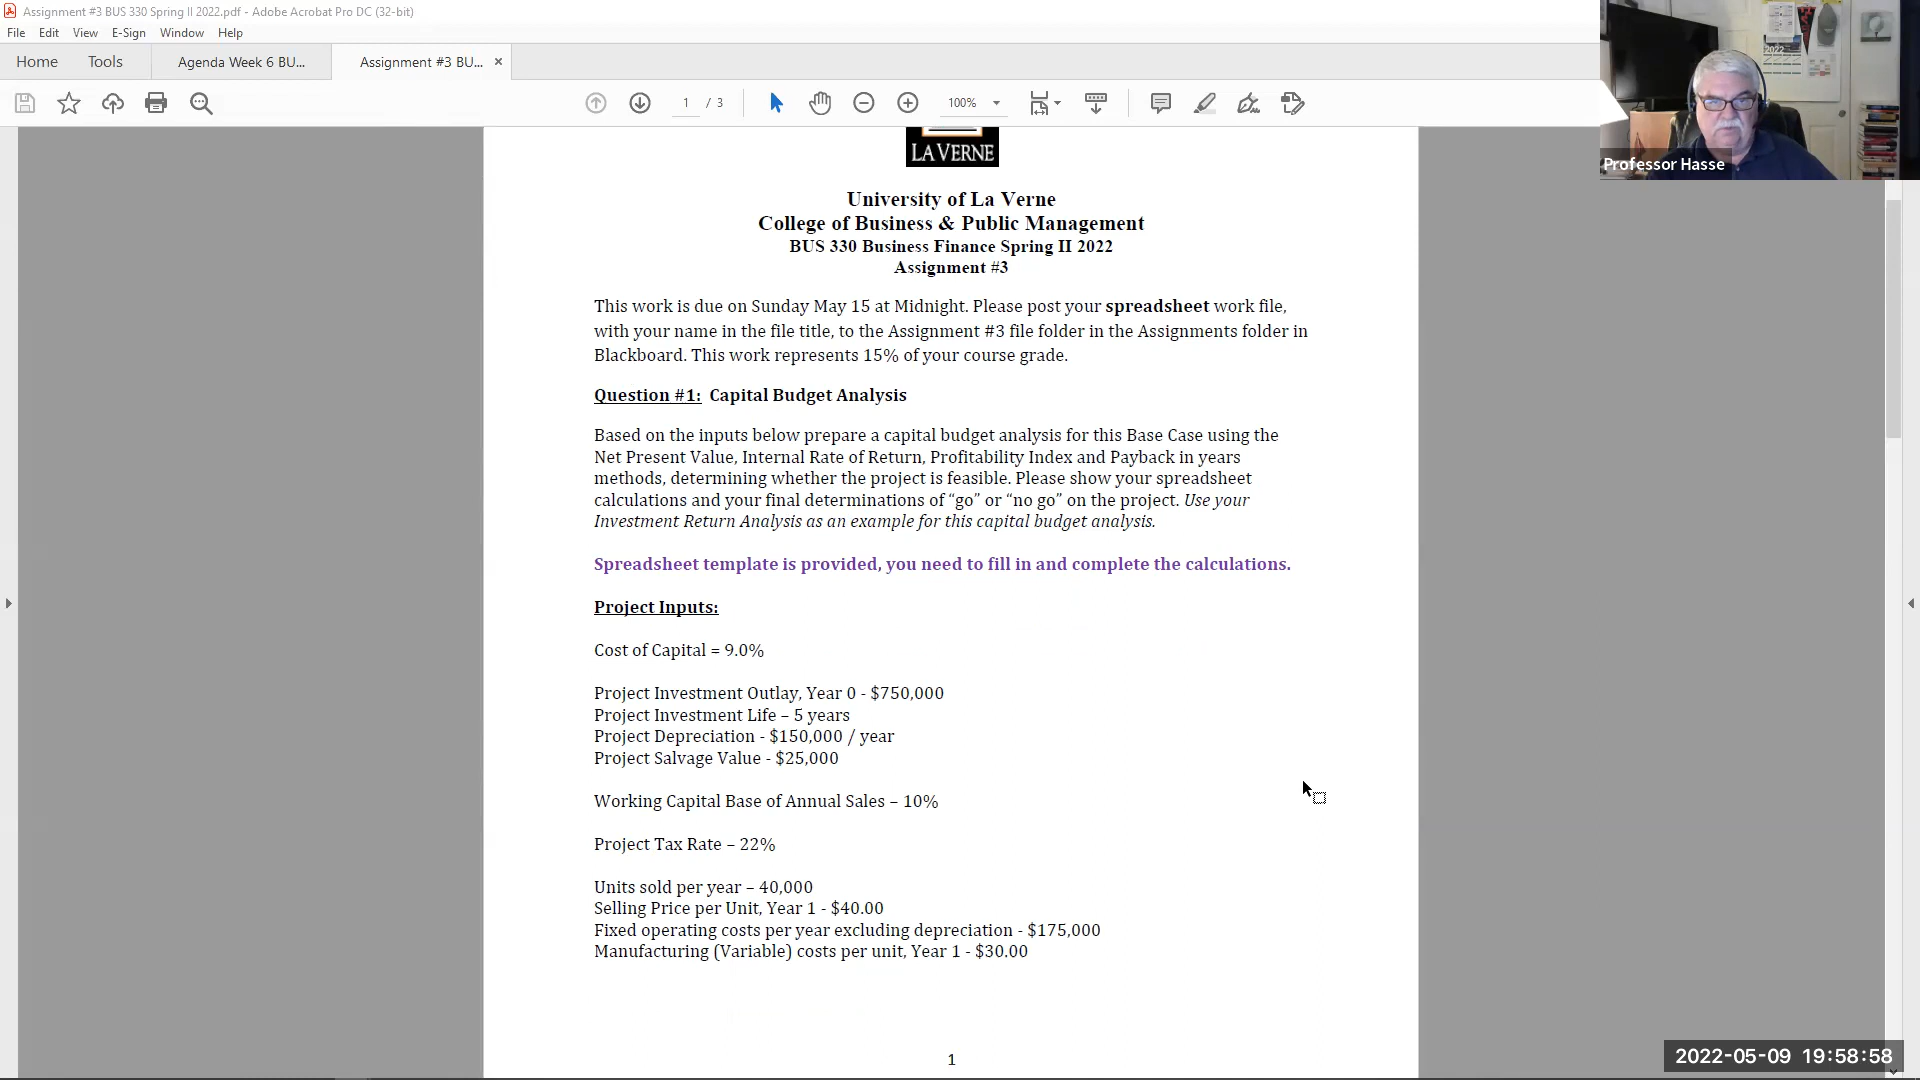 Assignment #3 BUS 330 Spring II 2022.pdf - Adobe Acrobat Pro DC (32-bit)
File Edit View E-Sign Window Help
Home Tools Agenda Week 6 BU... Assignment #3 BU... ×
1 / 3 100%
2022
Professor Hasse
LA VERNE
University of La Verne
College of Business & Public Management
BUS 330 Business Finance Spring II 2022
Assignment #3
This work is due on Sunday May 15 at Midnight. Please post your spreadsheet work file,
with your name in the file title, to the Assignment #3 file folder in the Assignments folder in
Blackboard. This work represents 15% of your course grade.
Question #1: Capital Budget Analysis
Based on the inputs below prepare a capital budget analysis for this Base Case using the
Net Present Value, Internal Rate of Return, Profitability Index and Payback in years
methods, determining whether the project is feasible. Please show your spreadsheet
calculations and your final determinations of “go” or “no go” on the project. Use your
Investment Return Analysis as an example for this capital budget analysis.
Spreadsheet template is provided, you need to fill in and complete the calculations.
Project Inputs:
Cost of Capital = 9.0%
Project Investment Outlay, Year 0 - $750,000
Project Investment Life – 5 years
Project Depreciation - $150,000 / year
Project Salvage Value - $25,000
Working Capital Base of Annual Sales – 10%
Project Tax Rate – 22%
Units sold per year – 40,000
Selling Price per Unit, Year 1 - $40.00
Fixed operating costs per year excluding depreciation - $175,000
Manufacturing (Variable) costs per unit, Year 1 - $30.00
1
2022-05-09 19:58:58